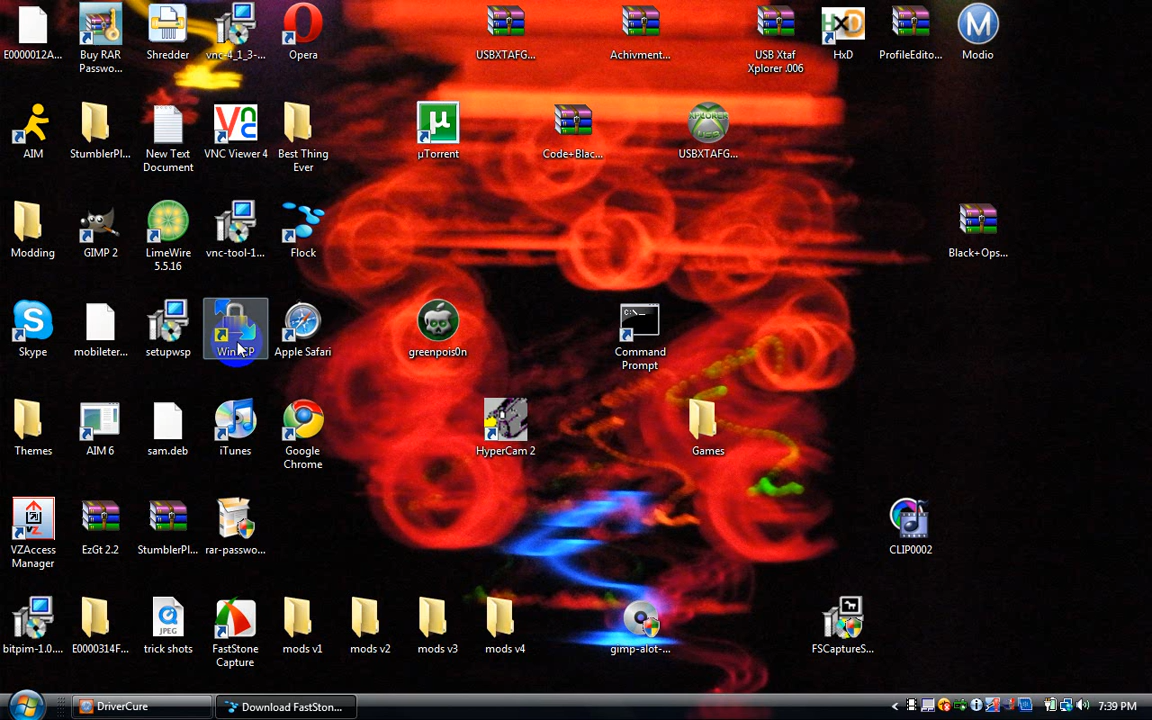 E0000012A...
Buy RAR
Passwo...
Shredder
vnc-4_1_3-...
Opera
USBXTAFG...
Achivment...
USB Xtaf
Xplorer .006
HxD
ProfileEdito...
Modio
AIM
StumblerPl...
New Text
Document
VNC Viewer 4
Best Thing
Ever
µTorrent
Code+Blac...
USBXTAFG...
Modding
GIMP 2
LimeWire
5.5.16
vnc-tool-1...
Flock
Black+Ops...
Skype
mobileter...
setupwsp
Apple Safari
greenpois0n
Command
Prompt
Themes
AIM 6
sam.deb
iTunes
Google
Chrome
HyperCam 2
Games
VZAccess
Manager
EzGt 2.2
StumblerPl...
rar-passwo...
CLIP0002
bitpim-1.0....
E0000314F...
trick shots
FastStone
Capture
mods v1
mods v2
mods v3
mods v4
gimp-alot-...
FSCaptureS...
DriverCure
Download FastSton...
7:39 PM